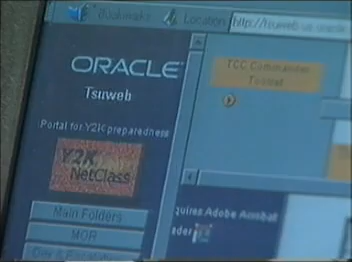 Bookmarks Location: http://tsuweb.us.oracle
ORACLE
Tsuweb
Portal for Y2K preparedness
Y2K
NetClass
Main Folders
MOR
TCC Commander
Toolset
quires Adobe Acrobat
ader